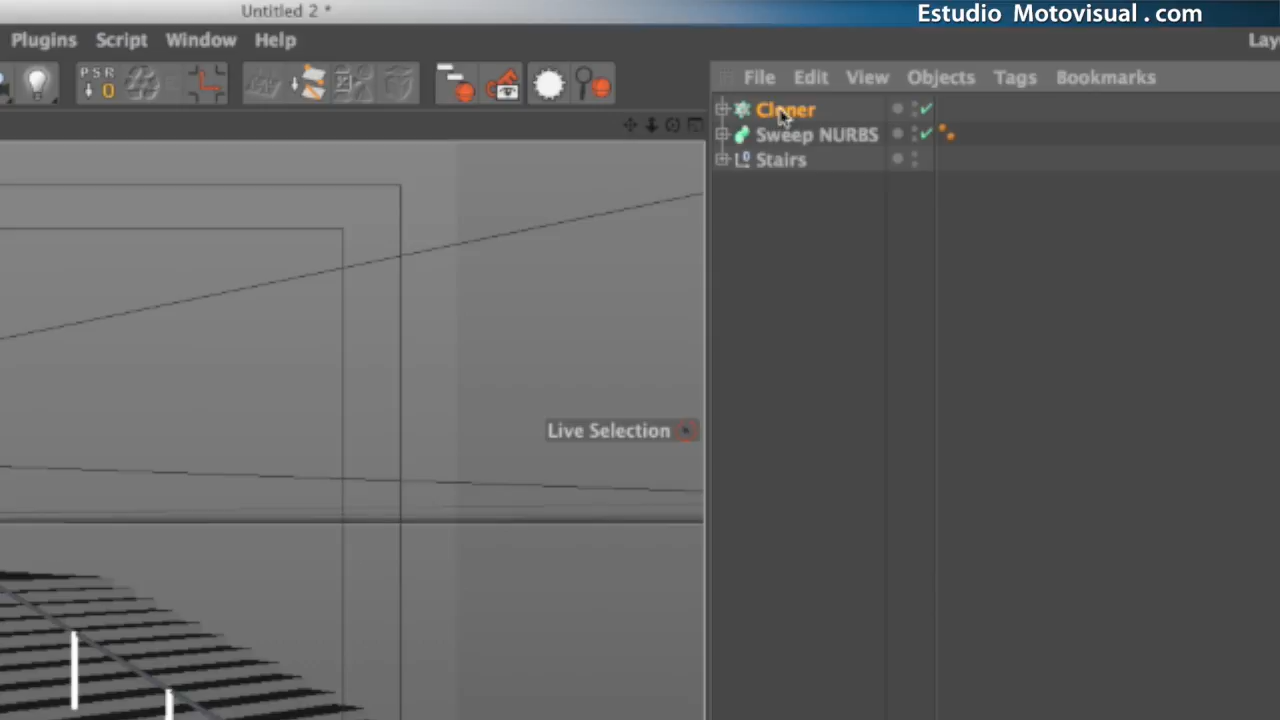 Untitled 2 *
Estudio Motovisual . com
Plugins Script Window Help
Lay
P S R
0
File Edit View Objects Tags Bookmarks
Cloner
Sweep NURBS
0 Stairs
Live Selection